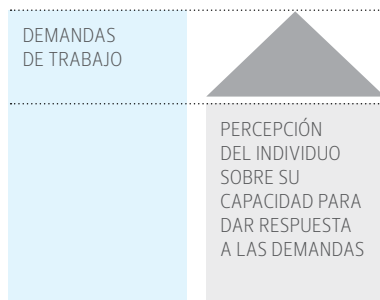 DEMANDAS
DE TRABAJO
PERCEPCIÓN
DEL INDIVIDUO
SOBRE SU
CAPACIDAD PARA
DAR RESPUESTA
A LAS DEMANDAS